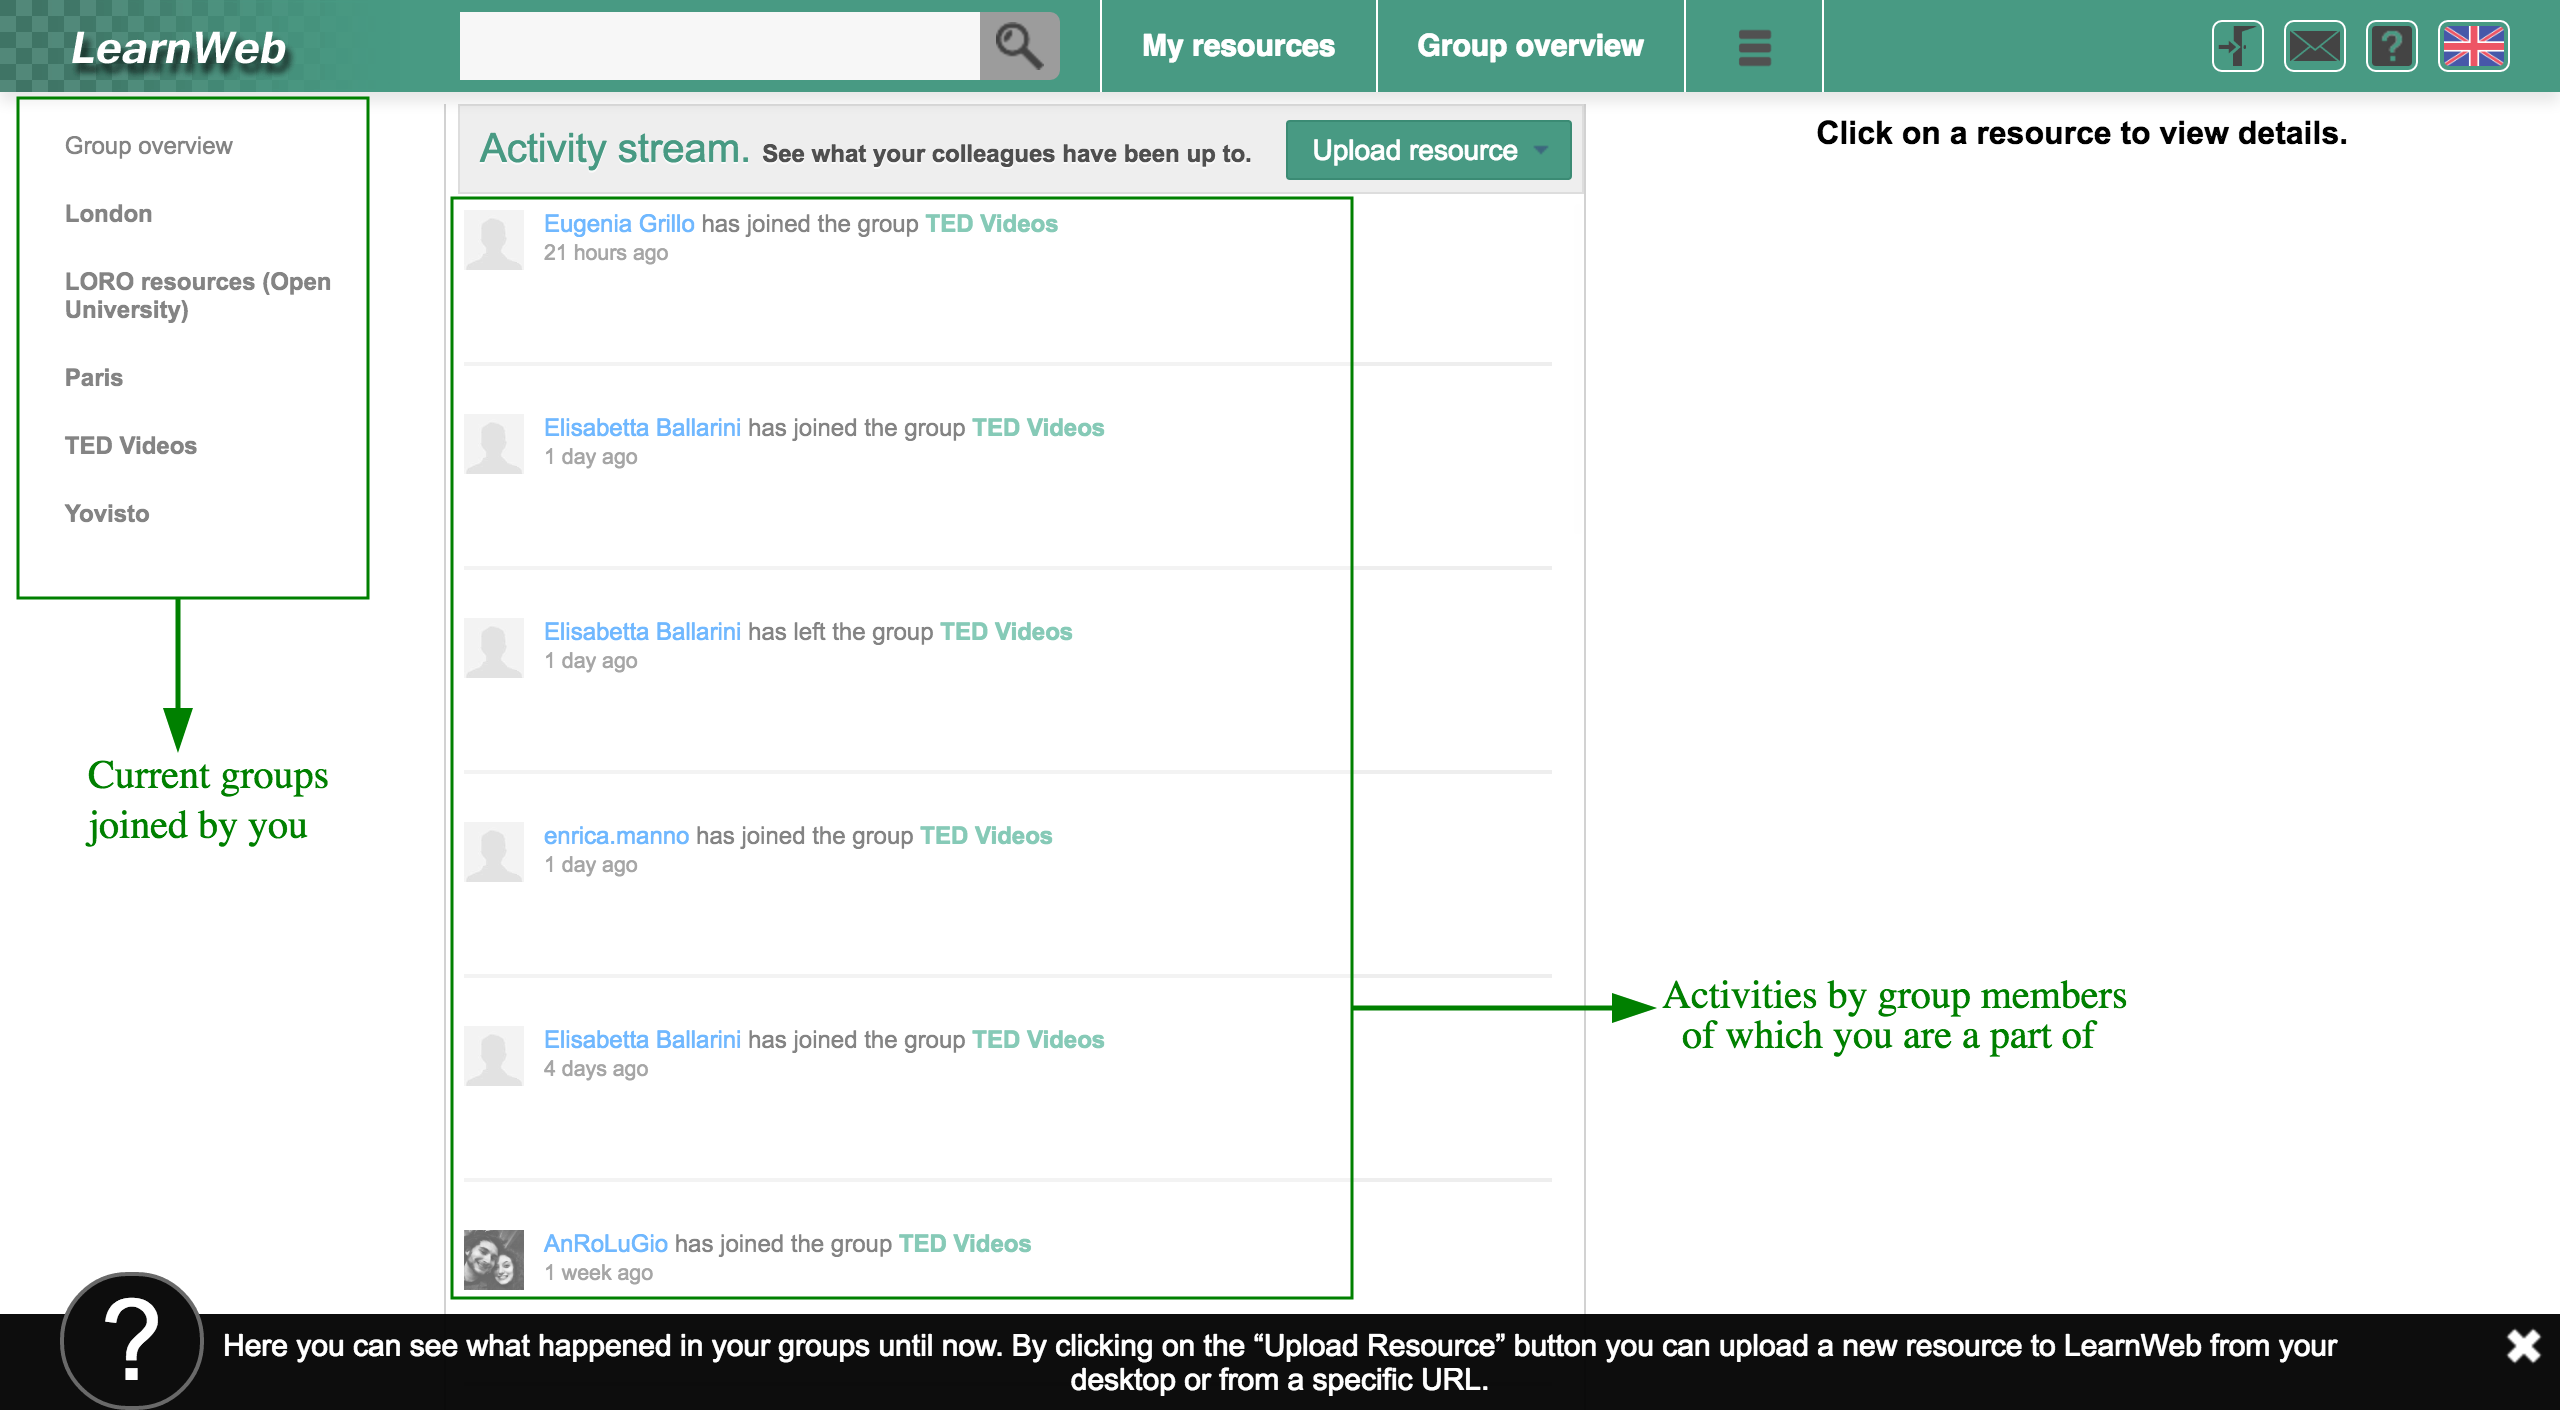 LearnWeb
My resources
Group overview
Group overview
London
LORO resources (Open
University)
Paris
TED Videos
Yovisto
Current groups
joined by you
Activity stream. See what your colleagues have been up to.
Upload resource
Eugenia Grillo has joined the group TED Videos
21 hours ago
Elisabetta Ballarini has joined the group TED Videos
1 day ago
Elisabetta Ballarini has left the group TED Videos
1 day ago
enrica.manno has joined the group TED Videos
1 day ago
Elisabetta Ballarini has joined the group TED Videos
4 days ago
AnRoLuGio has joined the group TED Videos
1 week ago
Click on a resource to view details.
Activities by group members
of which you are a part of
?
Here you can see what happened in your groups until now. By clicking on the “Upload Resource” button you can upload a new resource to LearnWeb from your
desktop or from a specific URL.